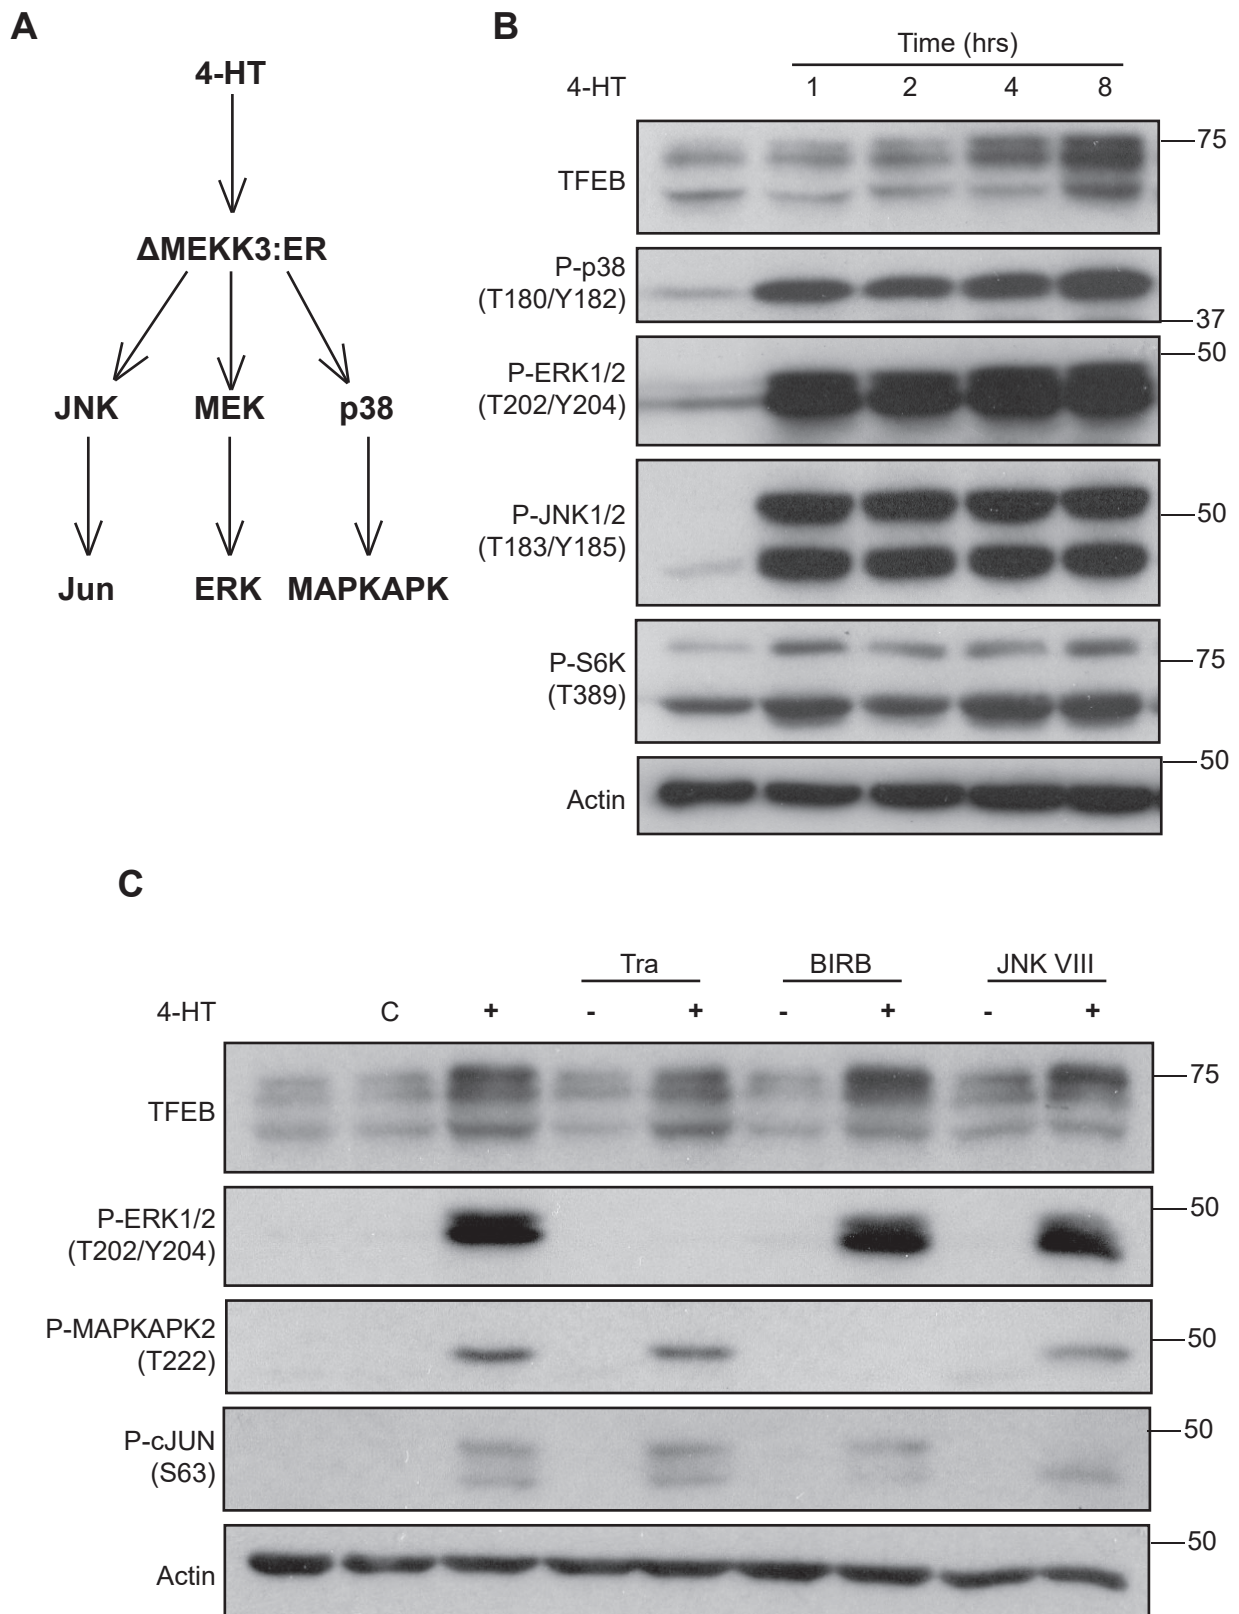 A
4-HT
ΔMEKK3:ER
JNK MEK p38
Jun ERK MAPKAPK
B
Time (hrs)
4-HT 1 2 4 8
TFEB
75
P-p38
(T180/Y182)
37
P-ERK1/2
(T202/Y204)
50
P-JNK1/2
(T183/Y185)
50
P-S6K
(T389)
75
Actin
50
C
Tra BIRB JNK VIII
4-HT C + - + - + - +
TFEB
75
P-ERK1/2
(T202/Y204)
50
P-MAPKAPK2
(T222)
50
P-cJUN
(S63)
50
Actin
50